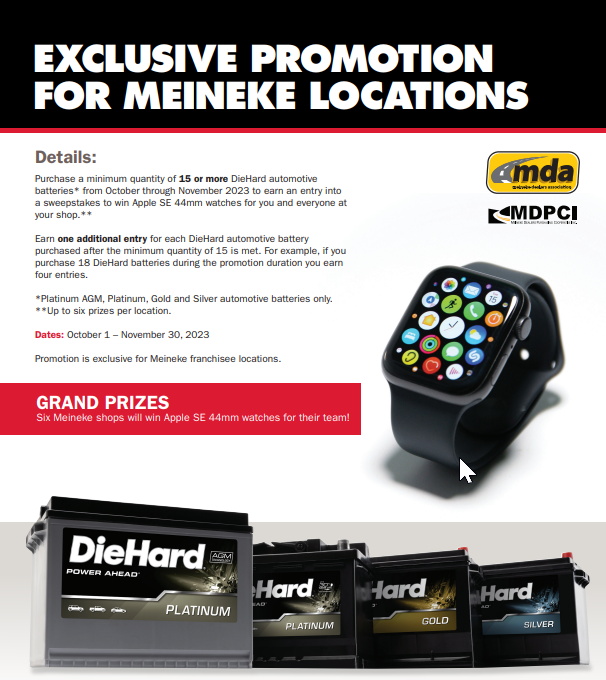 EXCLUSIVE PROMOTION
FOR MEINEKE LOCATIONS
Details:
Purchase a minimum quantity of 15 or more DieHard automotive
batteries* from October through November 2023 to earn an entry into
a sweepstakes to win Apple SE 44mm watches for you and everyone at
your shop.**
Earn one additional entry for each DieHard automotive battery
purchased after the minimum quantity of 15 is met. For example, if you
purchase 18 DieHard batteries during the promotion duration you earn
four entries.
*Platinum AGM, Platinum, Gold and Silver automotive batteries only.
**Up to six prizes per location.
Dates: October 1 – November 30, 2023
Promotion is exclusive for Meineke franchisee locations.
mda
meineke dealers association
MDPCI
GRAND PRIZES
Six Meineke shops will win Apple SE 44mm watches for their team!
DieHard
AGM
POWER AHEAD
PLATINUM
Hard
PLATINUM
Hard
GOLD
Hard
SILVER